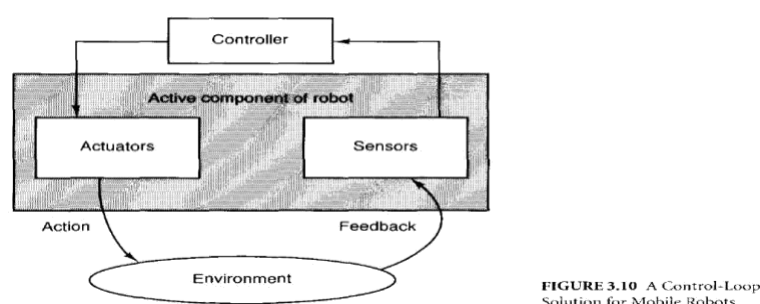 Controller
Active component of robot
Actuators
Sensors
Action
Feedback
Environment
FIGURE 3.10 A Control-Loop
Solution for Mobile Robots